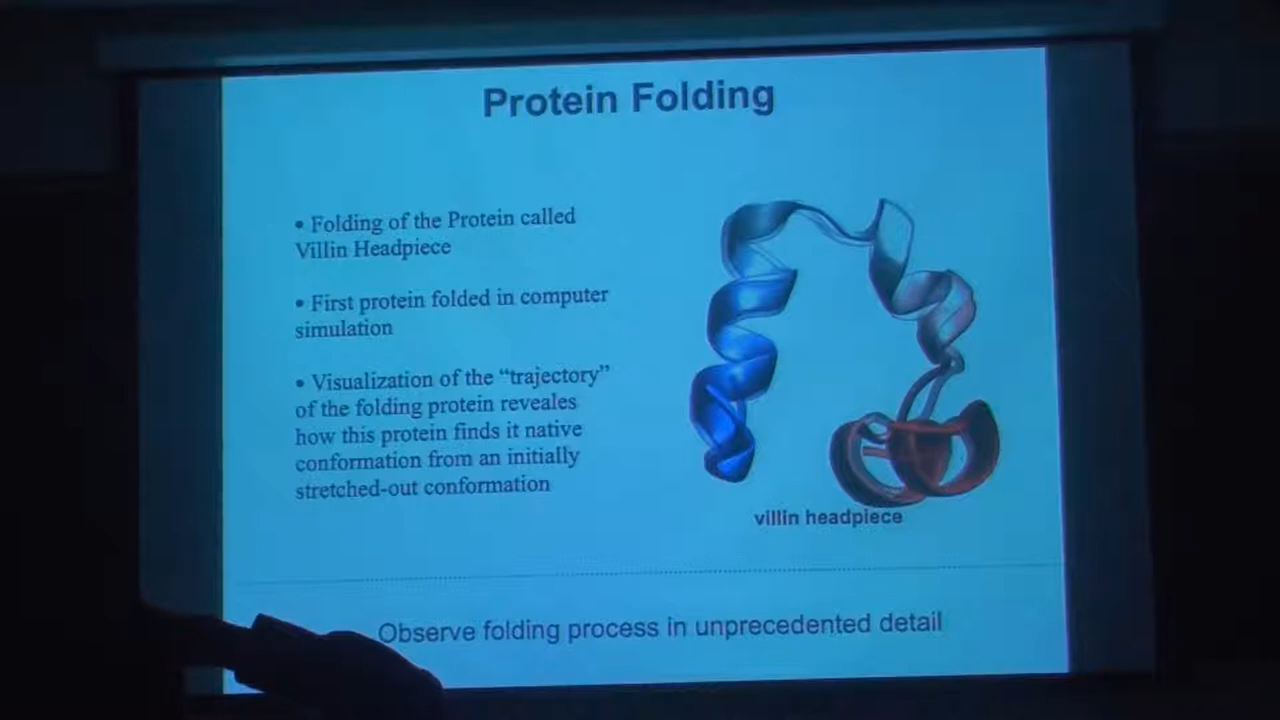 Protein Folding
• Folding of the Protein called
Villin Headpiece
• First protein folded in computer
simulation
• Visualization of the “trajectory”
of the folding protein reveals
how this protein finds it native
conformation from an initially
stretched-out conformation
villin headpiece
Observe folding process in unprecedented detail